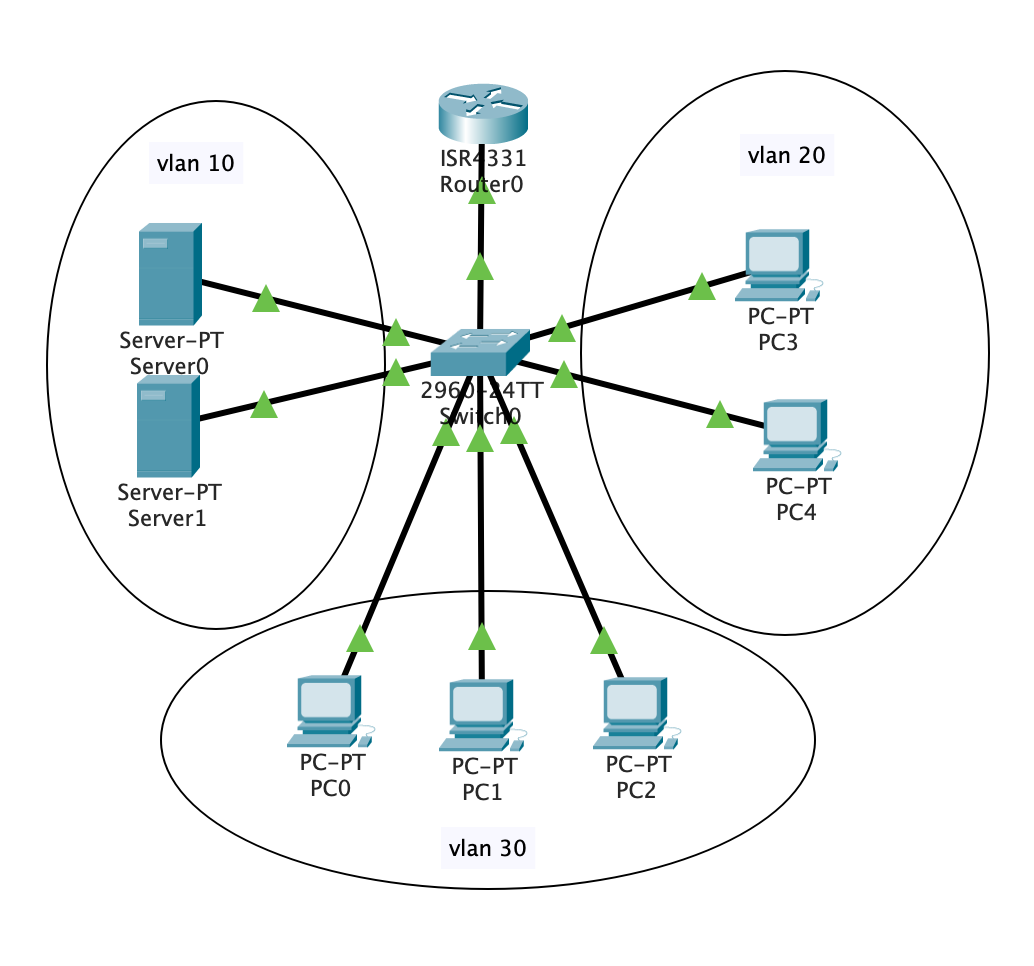 ISR4331
Router0
vlan 10
vlan 20
Server-PT
Server0
Server-PT
Server1
2960-24TT
Switch0
PC-PT
PC3
PC-PT
PC4
PC-PT
PC0
PC-PT
PC1
PC-PT
PC2
vlan 30